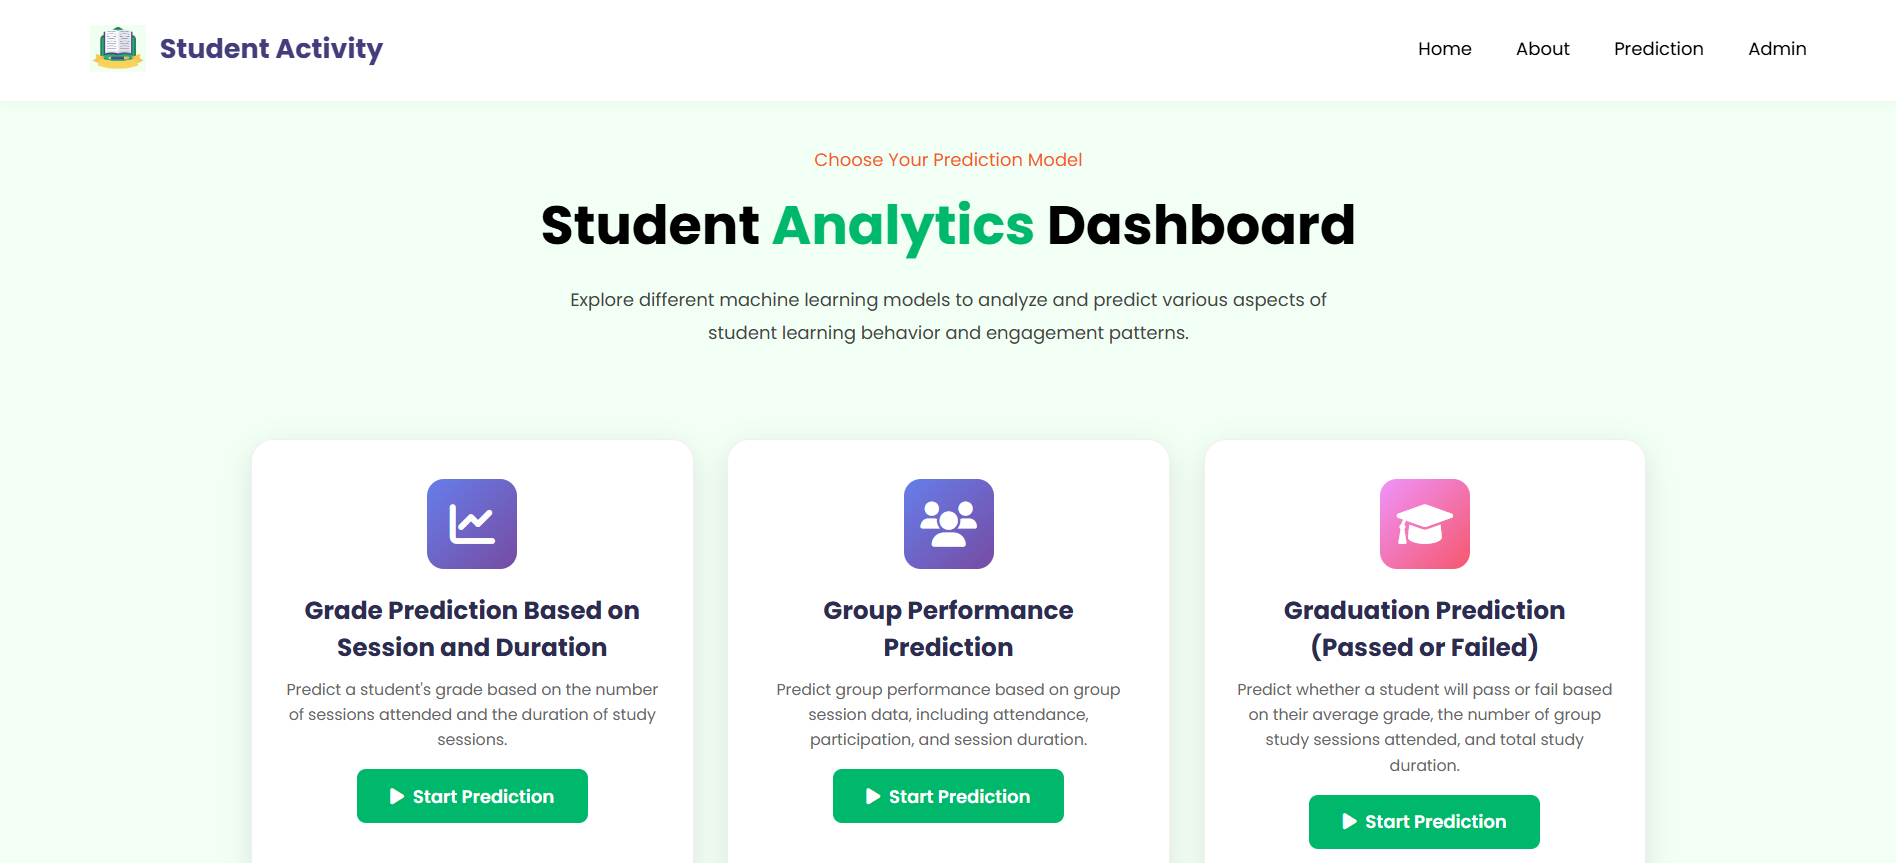 Student Activity
Home
About
Prediction
Admin
Choose Your Prediction Model
Student Analytics Dashboard
Explore different machine learning models to analyze and predict various aspects of
student learning behavior and engagement patterns.
Grade Prediction Based on
Session and Duration
Predict a student's grade based on the number
of sessions attended and the duration of study
sessions.
Start Prediction
Group Performance
Prediction
Predict group performance based on group
session data, including attendance,
participation, and session duration.
Start Prediction
Graduation Prediction
(Passed or Failed)
Predict whether a student will pass or fail based
on their average grade, the number of group
study sessions attended, and total study
duration.
Start Prediction